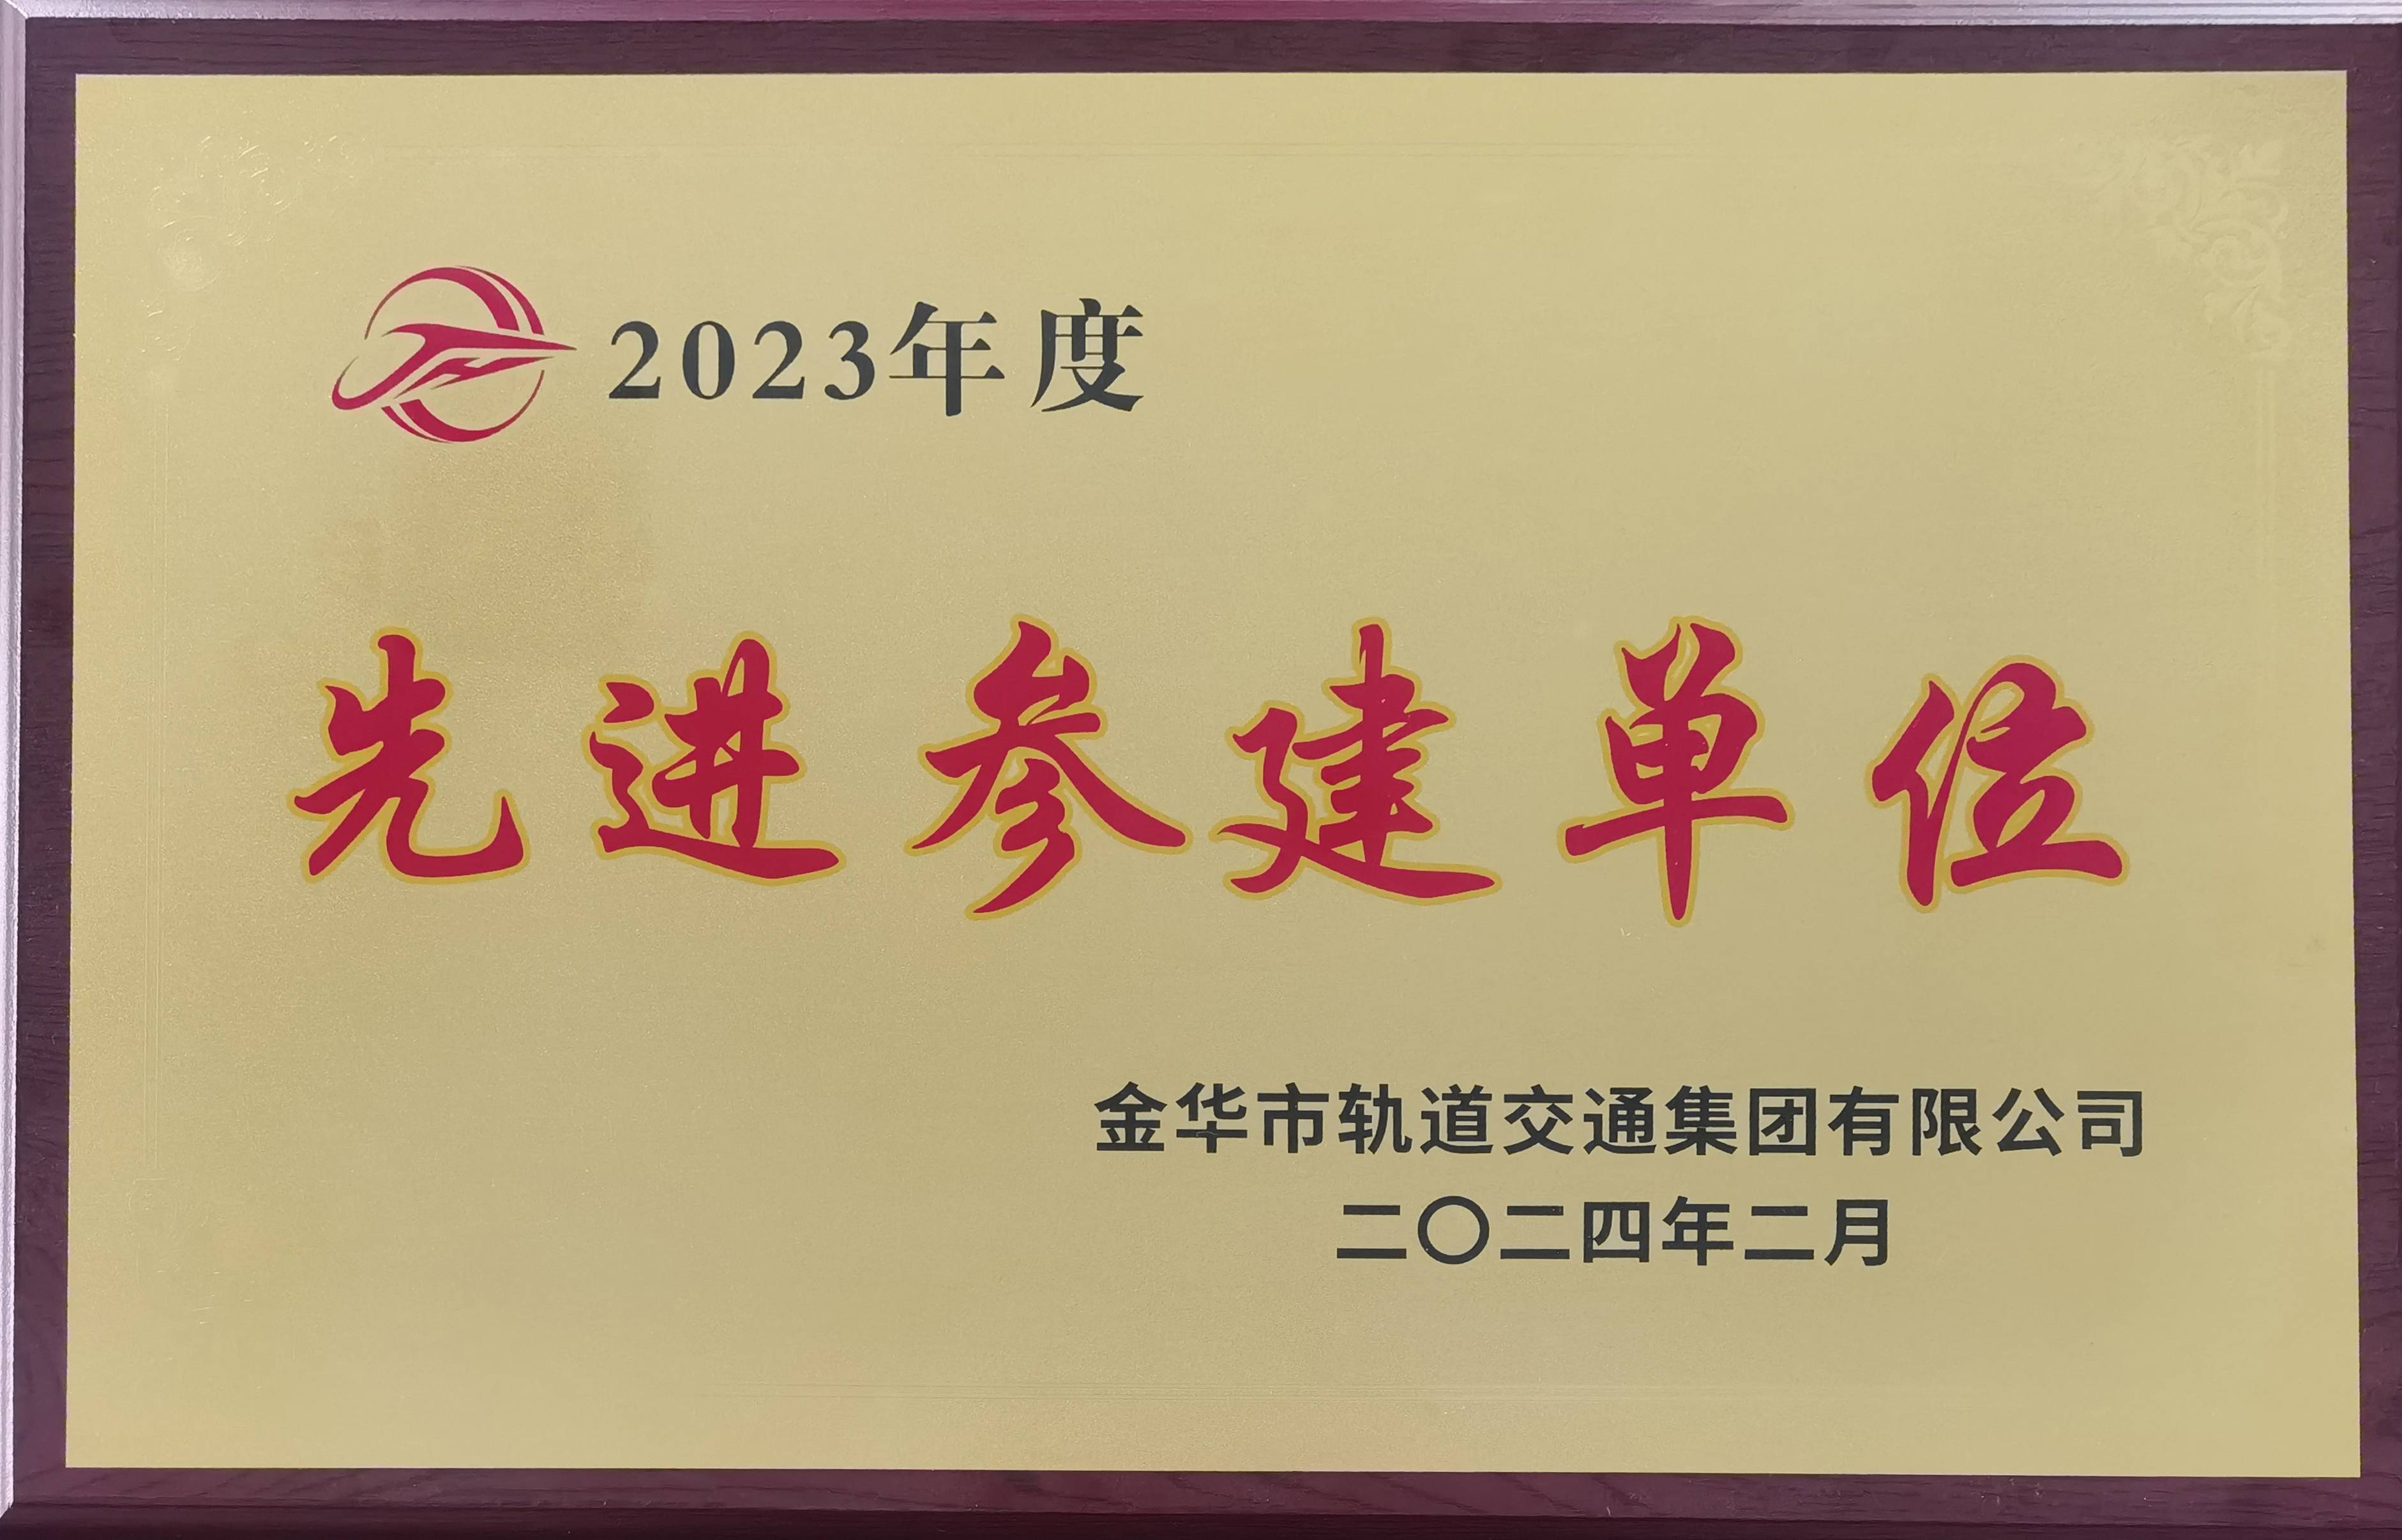 2023年度
先进参建单位
金华市轨道交通集团有限公司
二〇二四年二月